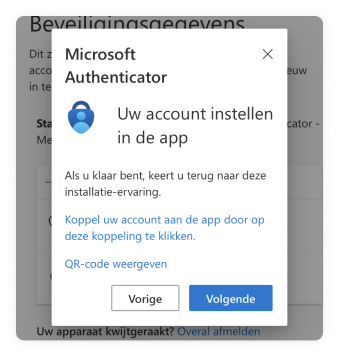 Beveiligingsgegevens
Dit z
acco
ieuw
in te
Microsoft
Authenticator
Uw account instellen
in de app
Sta
cator -
Me
Als u klaar bent, keert u terug naar deze
installatie-ervaring.
Koppel uw account aan de app door op
deze koppeling te klikken.
QR-code weergeven
Vorige
Volgende
Uw apparaat kwijtgeraakt? Overal afmelden